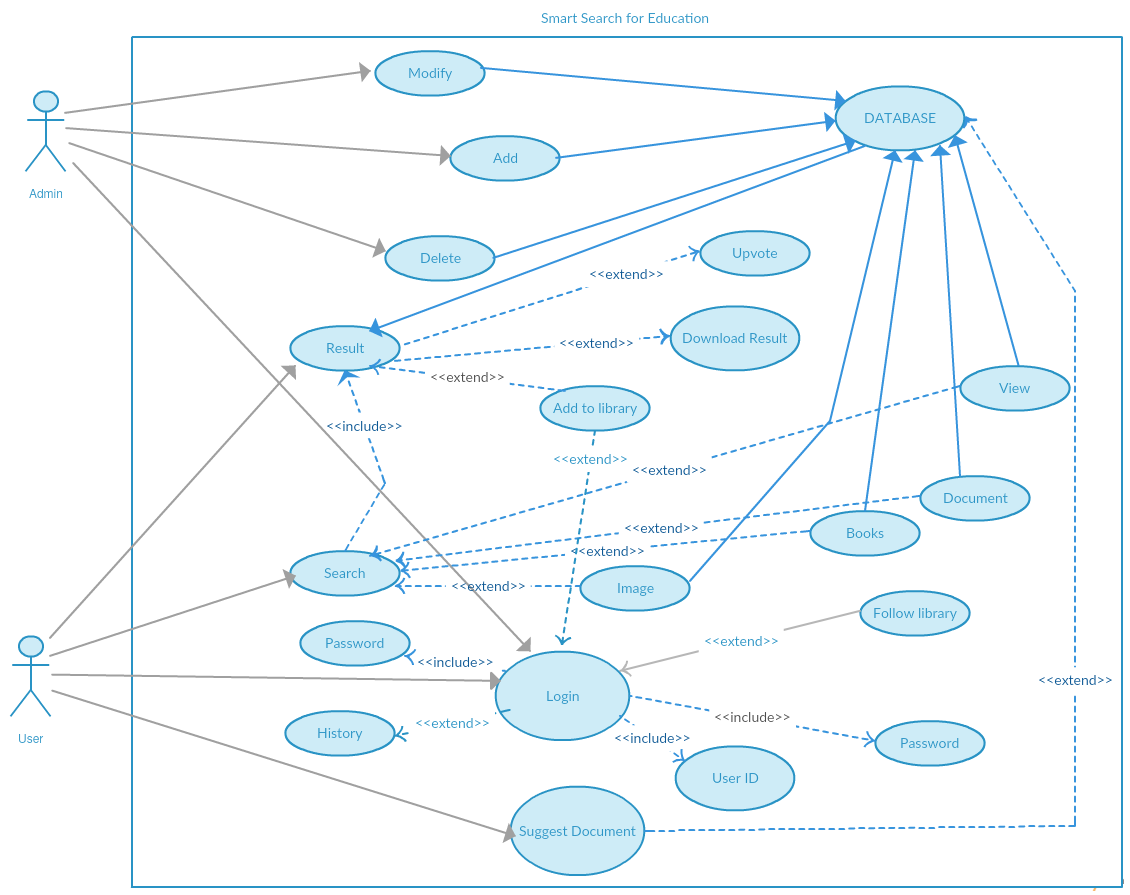 Smart Search for Education
Modify
DATABASE
Add
Admin
Delete
Upvote
<<extend>>
Result
<<extend>>
Download Result
<<extend>>
View
Add to library
<<include>>
<<extend>>
<<extend>>
Document
<<extend>>
Books
<<extend>>
Search
<<extend>>
Image
Follow library
Password
<<extend>>
<<include>>
<<extend>>
Login
<<include>>
<<extend>>
History
<<include>>
Password
User
User ID
Suggest Document